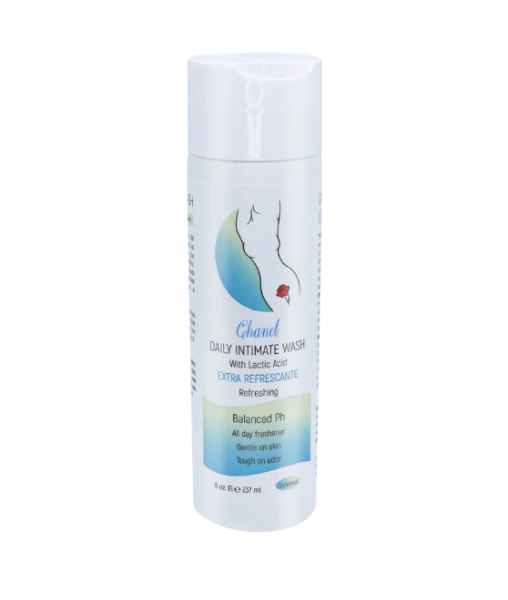 Chanel
DAILY INTIMATE WASH
With Lactic Acid
EXTRA REFRESCANTE
Refreshing
Balanced Ph
All day freshener
Gentle on skin
Tough on odor
8 oz. Fl ℮ 237 ml